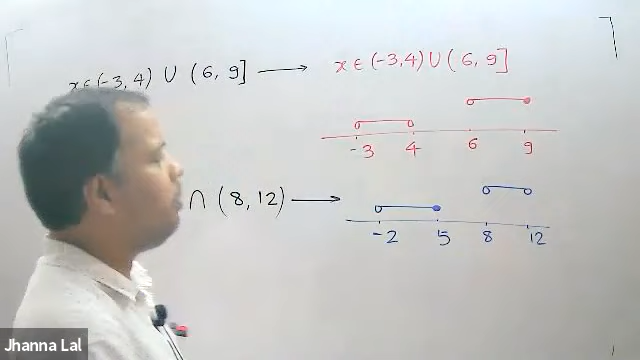 x∈(-3,4) ∪ (6, 9] ⟶ x∈(-3,4)∪(6, 9]
-3 4 6 9
∩ (8,12) ⟶
-2 5 8 12
Jhanna Lal